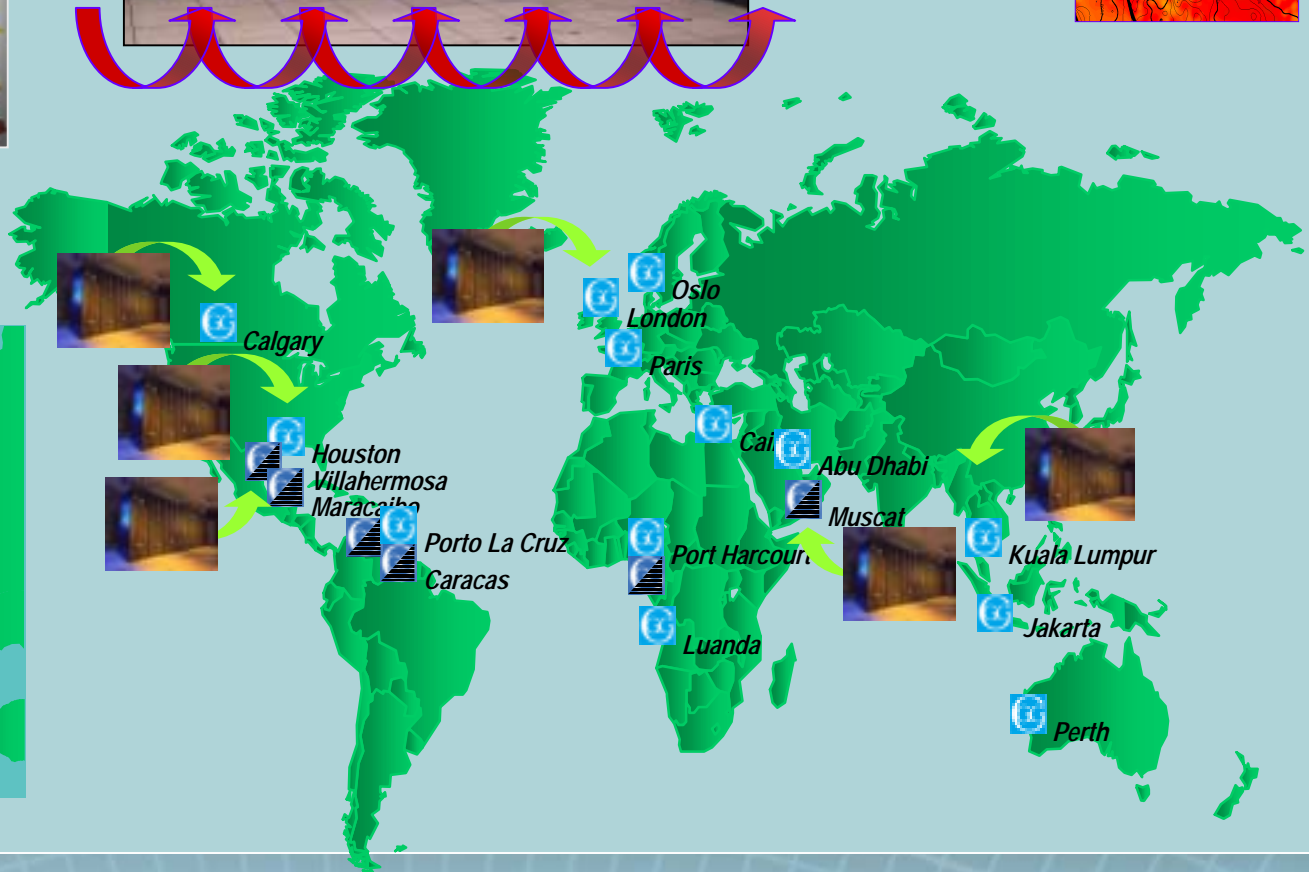 Oslo
London
Calgary
Paris
Houston
Villahermosa
Maracaibo
Abu Dhabi
Muscat
Porto La Cruz
Caracas
Port Harcourt
Kuala Lumpur
Luanda
Jakarta
Perth